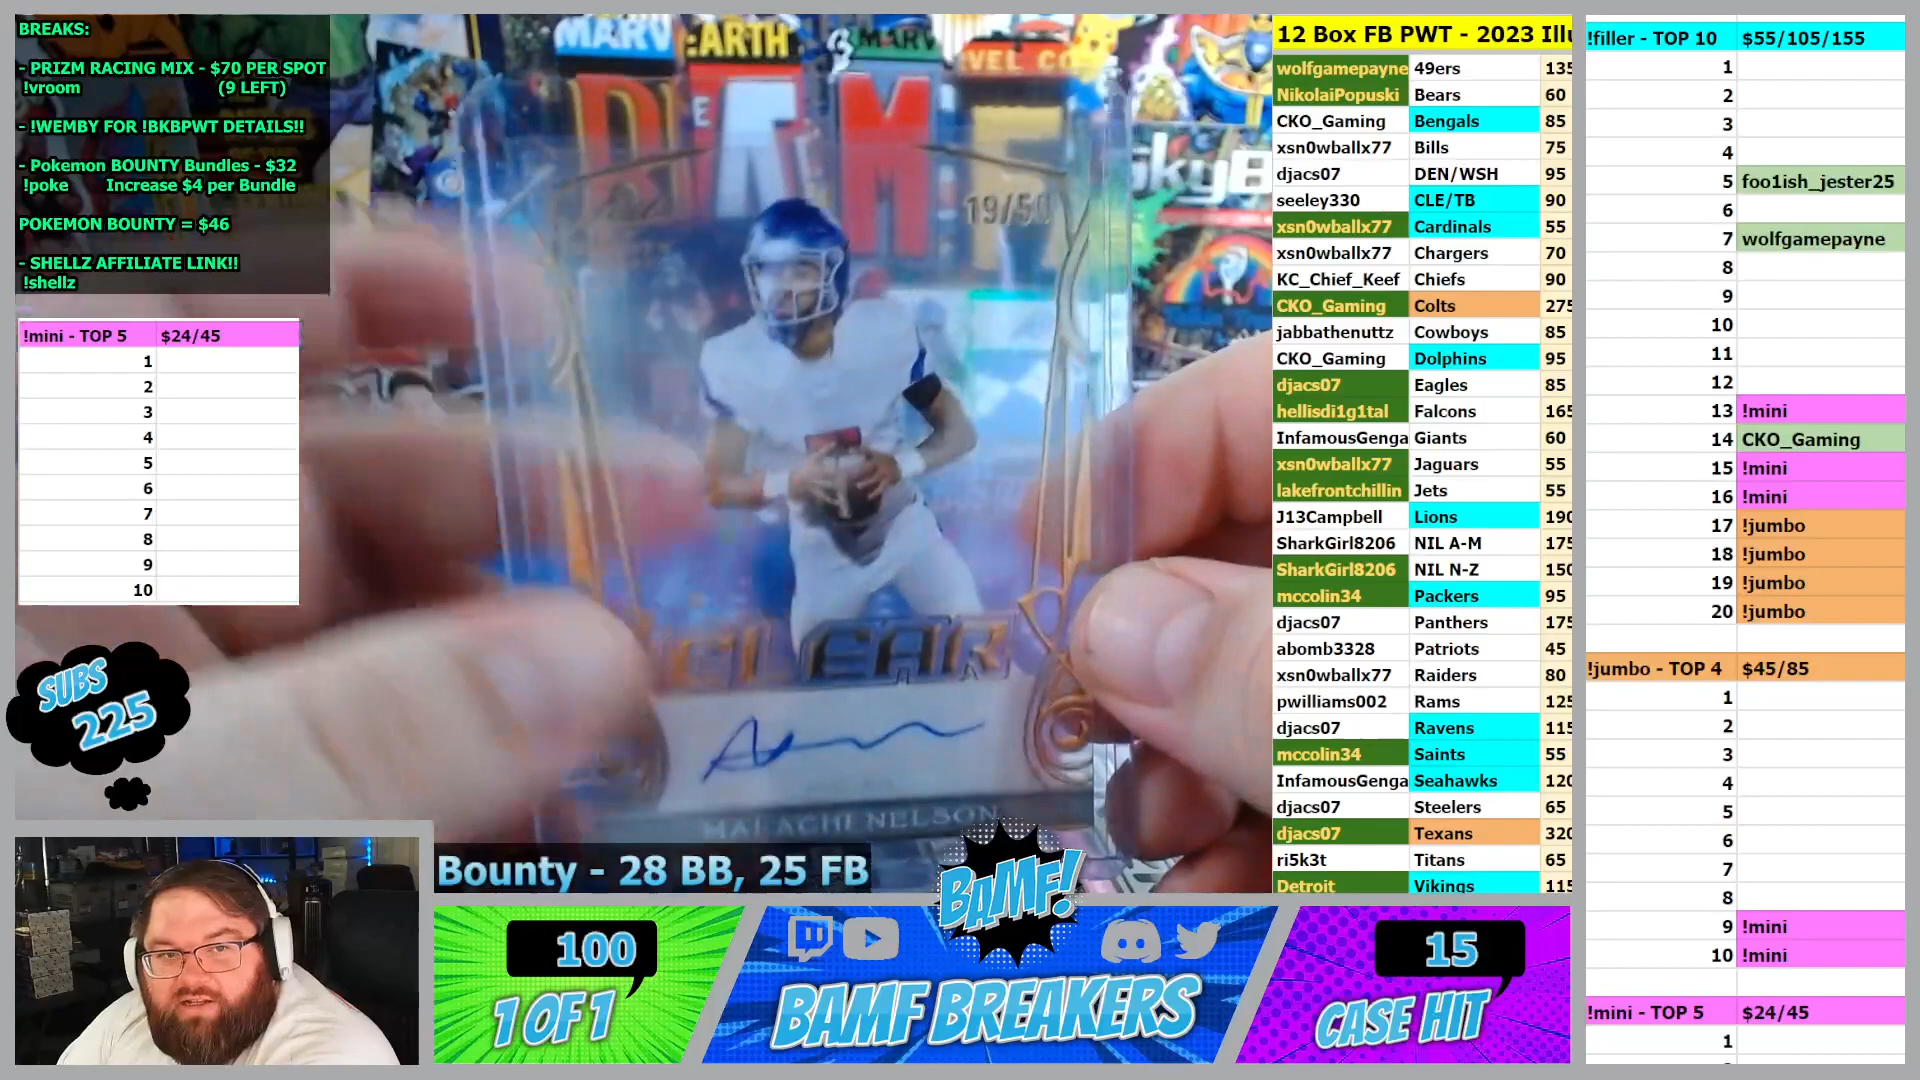 BREAKS:
- PRIZM RACING MIX - $70 PER SPOT
!vroom (9 LEFT)
- !WEMBY FOR !BKBPWT DETAILS!!
- Pokemon BOUNTY Bundles - $32
!poke Increase $4 per Bundle
POKEMON BOUNTY = $46
- SHELLZ AFFILIATE LINK!!
!shellz
!mini - TOP 5 $24/45
1
2
3
4
5
6
7
8
9
10
SUBS
225
MARV
EARTH
MARV
VEL CO
SkyB
19/50
CLEAR
MALACHI NELSON
Bounty - 28 BB, 25 FB
BAMF!
100
1 OF 1
BAMF BREAKERS
15
CASE HIT
12 Box FB PWT - 2023 Illu
wolfgamepayne 49ers 135
NikolaiPopuski Bears 60
CKO_Gaming Bengals 85
xsn0wballx77 Bills 75
djacs07 DEN/WSH 95
seeley330 CLE/TB 90
xsn0wballx77 Cardinals 55
xsn0wballx77 Chargers 70
KC_Chief_Keef Chiefs 90
CKO_Gaming Colts 275
jabbathenuttz Cowboys 85
CKO_Gaming Dolphins 95
djacs07 Eagles 85
hellisdi1g1tal Falcons 165
InfamousGenga Giants 60
xsn0wballx77 Jaguars 55
lakefrontchillin Jets 55
J13Campbell Lions 190
SharkGirl8206 NIL A-M 175
SharkGirl8206 NIL N-Z 150
mccolin34 Packers 95
djacs07 Panthers 175
abomb3328 Patriots 45
xsn0wballx77 Raiders 80
pwilliams002 Rams 125
djacs07 Ravens 115
mccolin34 Saints 55
InfamousGenga Seahawks 120
djacs07 Steelers 65
djacs07 Texans 320
ri5k3t Titans 65
Detroit Vikings 115
!filler - TOP 10 $55/105/155
1
2
3
4
5 foo1ish_jester25
6
7 wolfgamepayne
8
9
10
11
12
13 !mini
14 CKO_Gaming
15 !mini
16 !mini
17 !jumbo
18 !jumbo
19 !jumbo
20 !jumbo
!jumbo - TOP 4 $45/85
1
2
3
4
5
6
7
8
9 !mini
10 !mini
!mini - TOP 5 $24/45
1